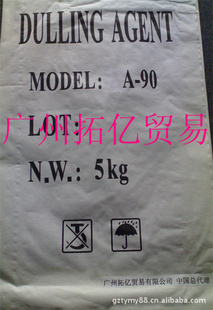 DULLING AGENT
MODEL: A-90
广州拓亿贸易
LOT:
N.W.: 5kg
广州拓亿贸易有限公司 中国总代理
gztymy88.cn.alibaba.com